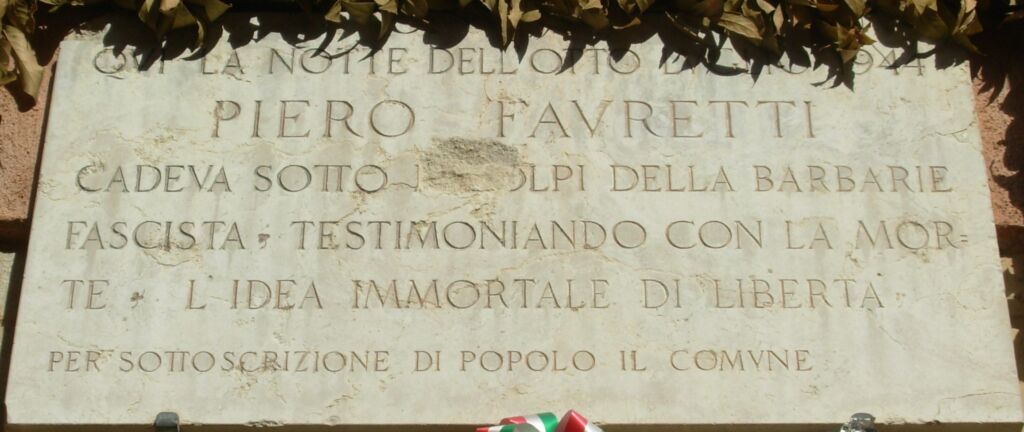 QVI LA NOTTE DELL'OTTO 1944
PIERO FAVRETTI
CADEVA SOTTO DELLA BARBARIE
FASCISTA · TESTIMONIANDO CON LA MOR=
TE · L'IDEA IMMORTALE DI LIBERTA
PER SOTTOSCRIZIONE DI POPOLO IL COMVNE